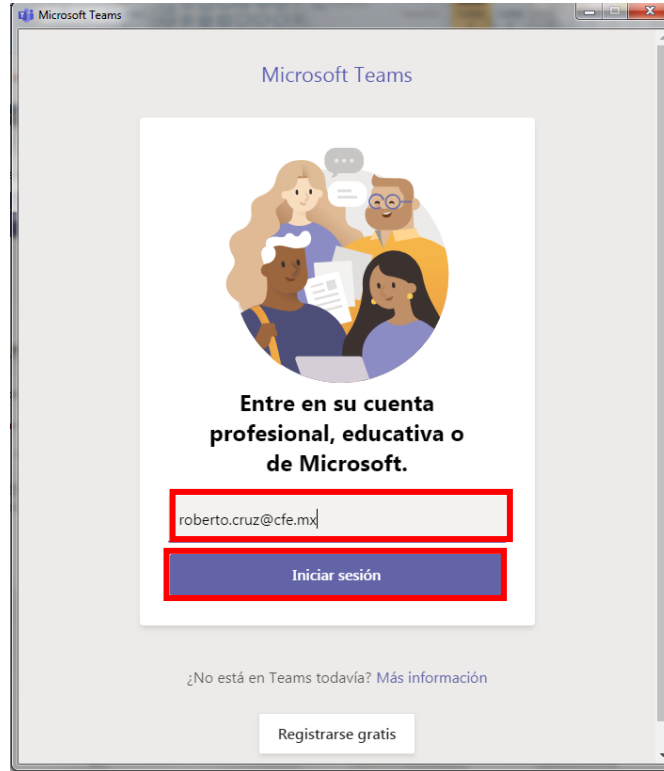 Microsoft Teams
Microsoft Teams
Entre en su cuenta
profesional, educativa o
de Microsoft.
roberto.cruz@cfe.mx
Iniciar sesión
¿No está en Teams todavía? Más información
Registrarse gratis